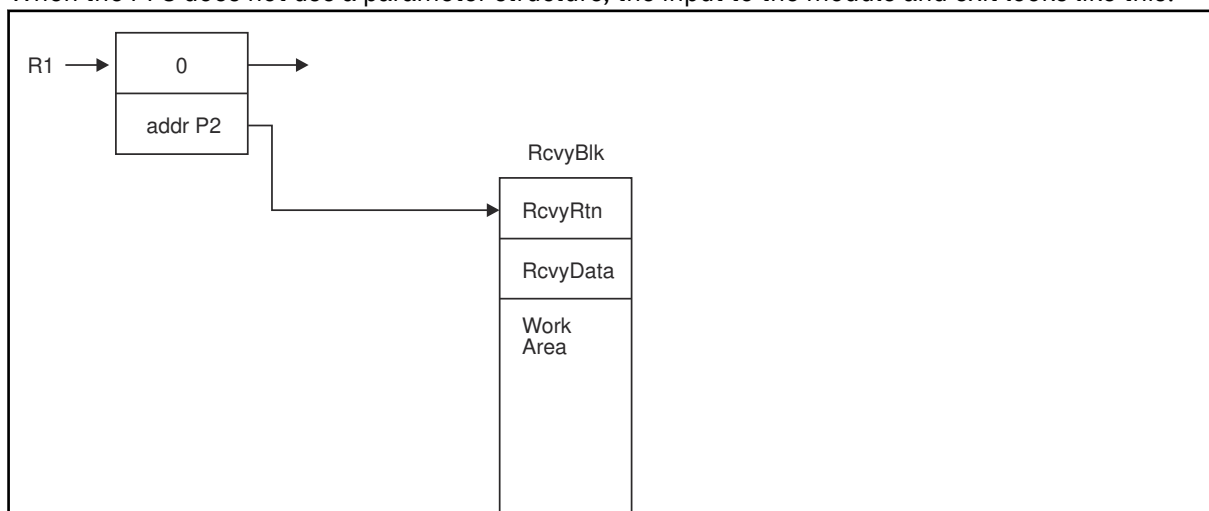 When the does not use a parameter structure, the input to the module and exit looks like this:
R1
0
addr P2
RcvyBlk
RcvyRtn
RcvyData
Work
Area